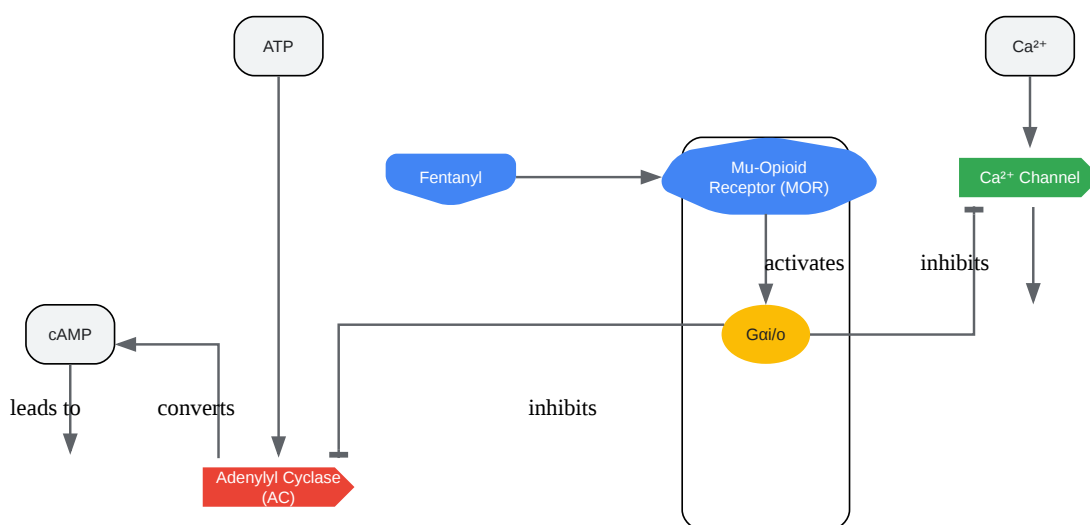 ATP
Ca²⁺
Fentanyl
Mu-Opioid
Receptor (MOR)
Ca²⁺ Channel
activates
inhibits
cAMP
Gαi/o
leads to
converts
inhibits
Adenylyl Cyclase
(AC)